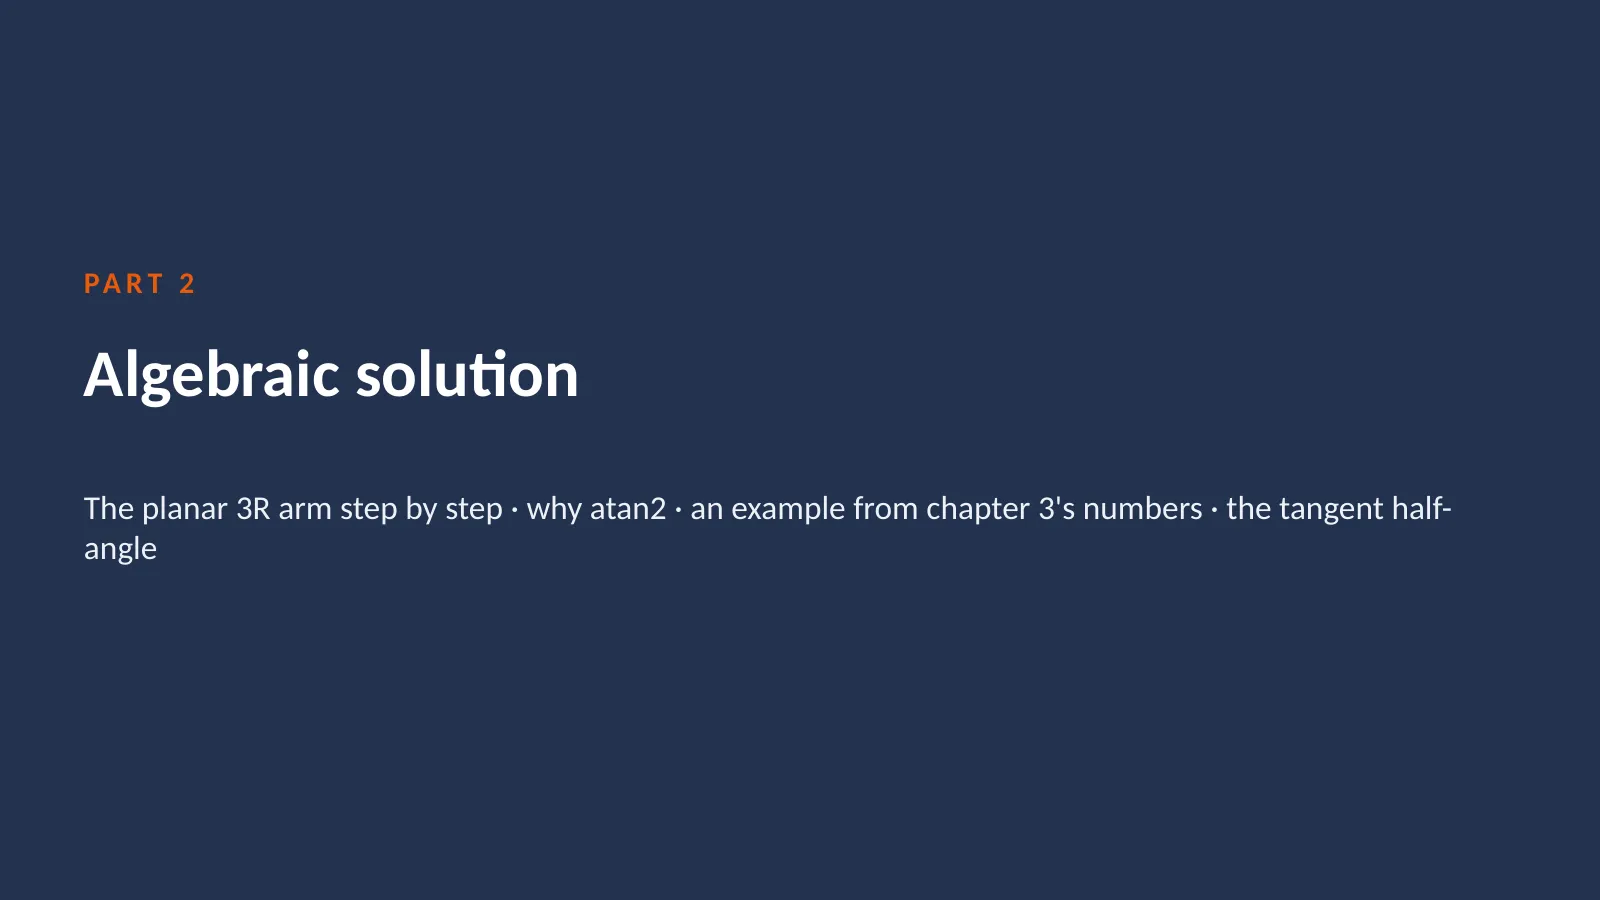 PART 2
Algebraic solution
The planar 3R arm step by step · why atan2 · an example from chapter 3's numbers · the tangent half-
angle